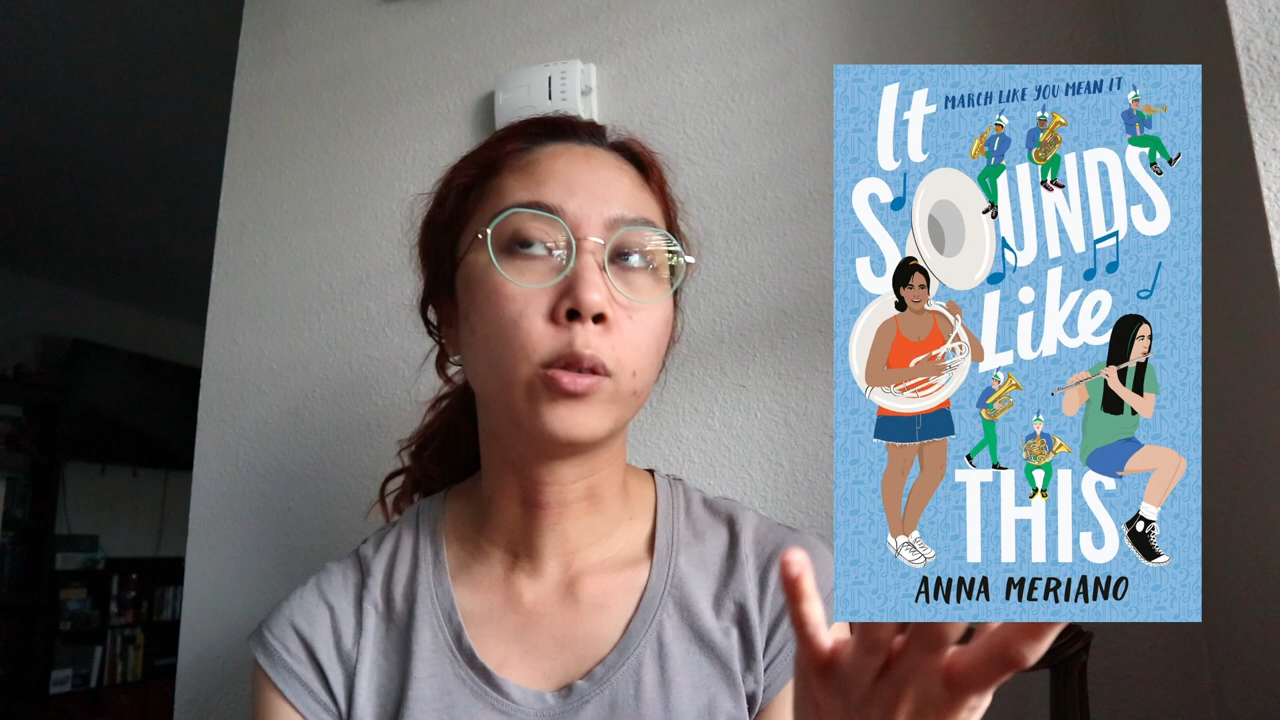 MARCH LIKE YOU MEAN IT
It
SOUNDS
Like
THIS
ANNA MERIANO